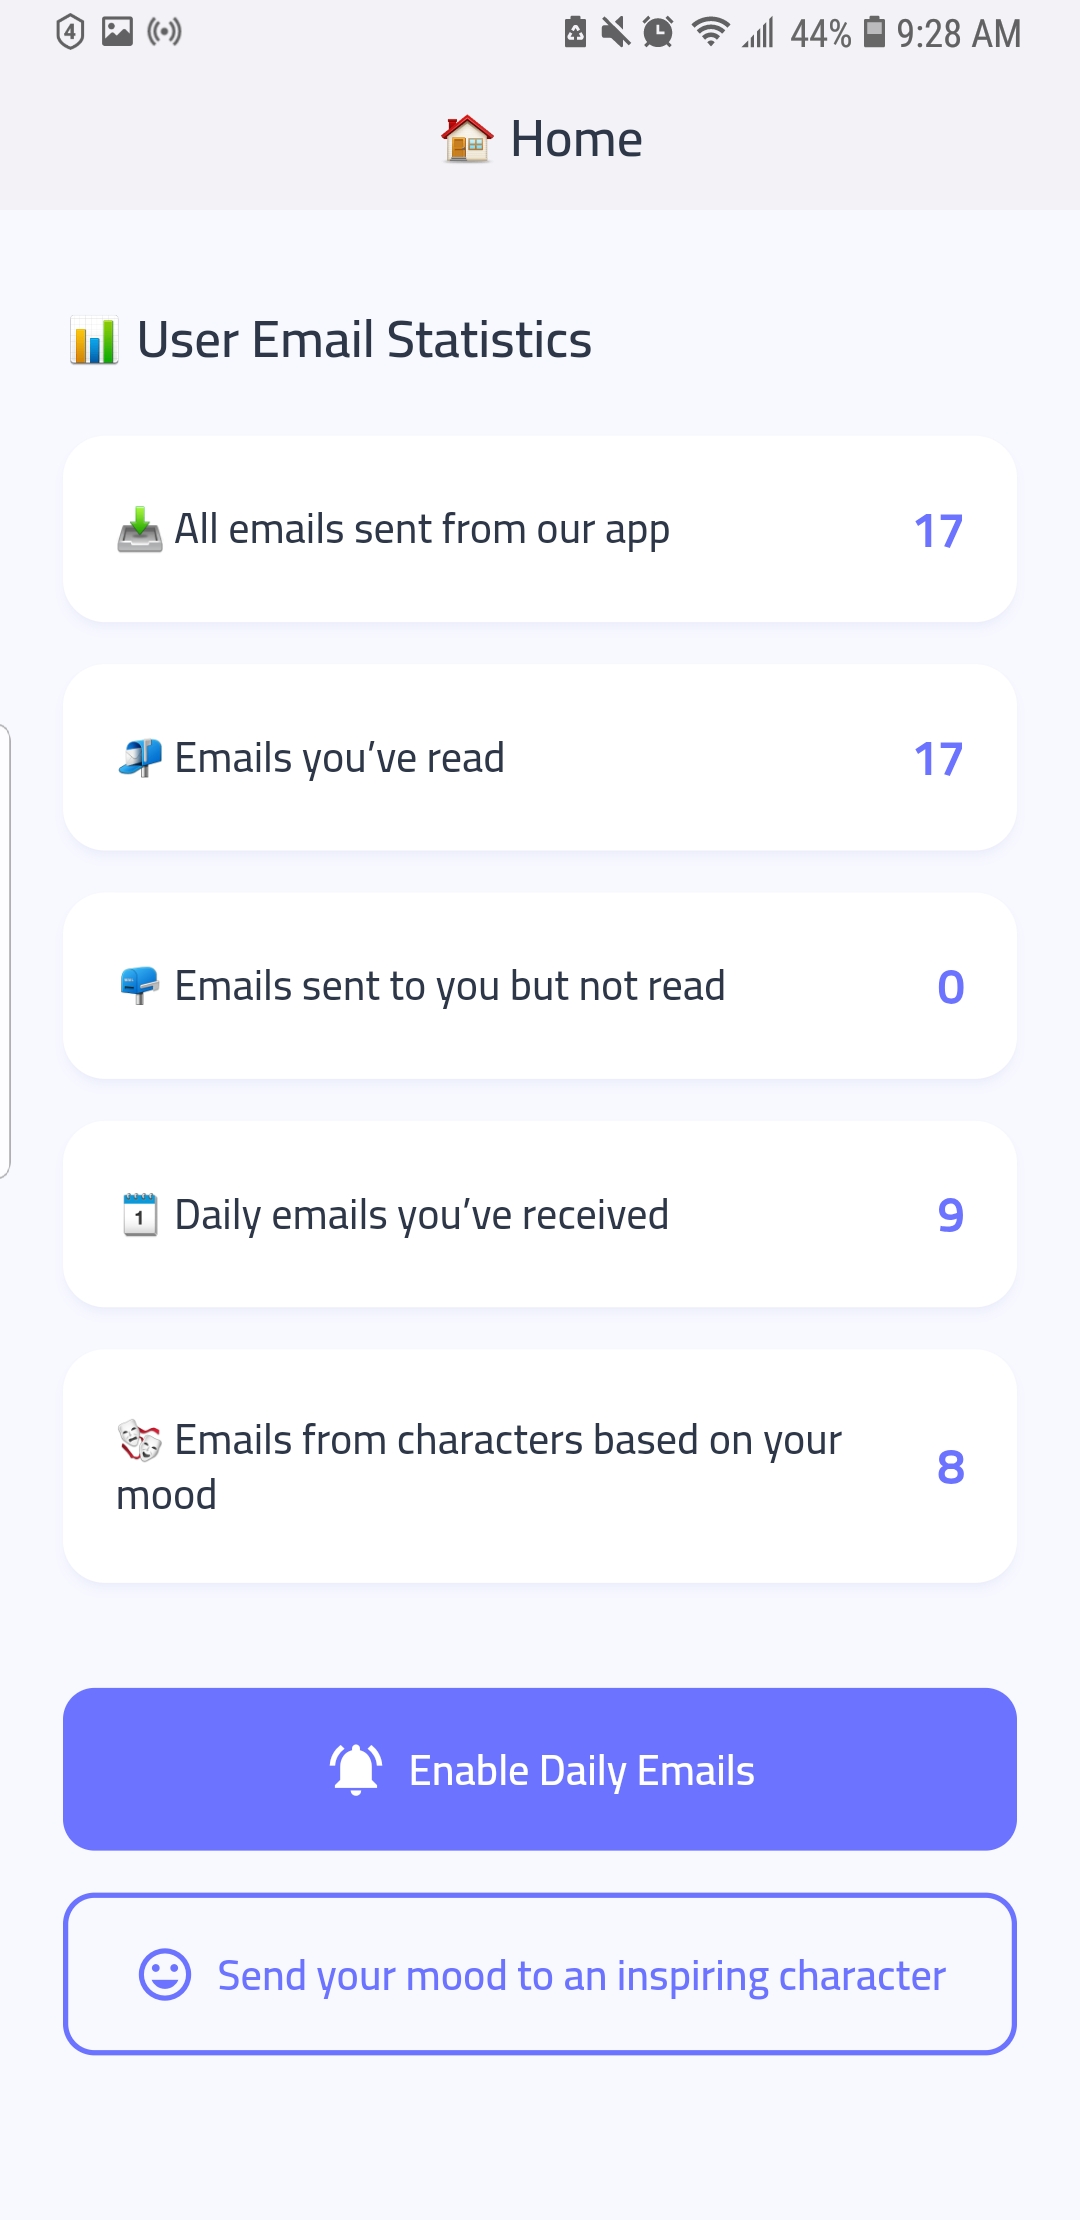 4 44% 9:28 AM
🏠 Home
📊 User Email Statistics
📥 All emails sent from our app 17
📬 Emails you’ve read 17
📪 Emails sent to you but not read 0
🗓 Daily emails you’ve received 9
🎭 Emails from characters based on your
mood 8
Enable Daily Emails
Send your mood to an inspiring character